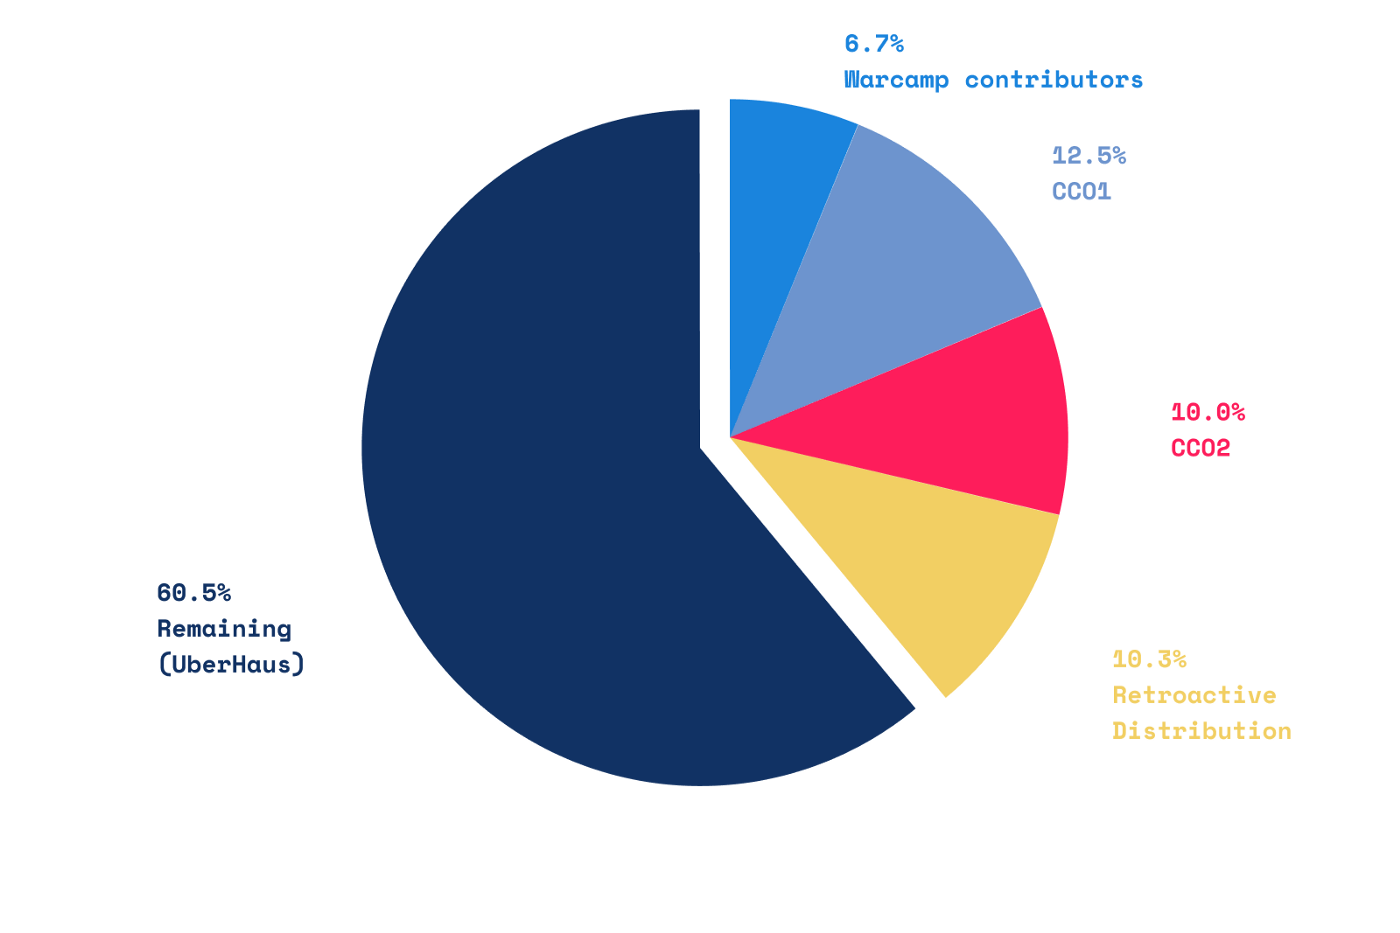 6.7%
Warcamp contributors
12.5%
CCO1
10.0%
CCO2
60.5%
Remaining
(UberHaus)
10.3%
Retroactive
Distribution